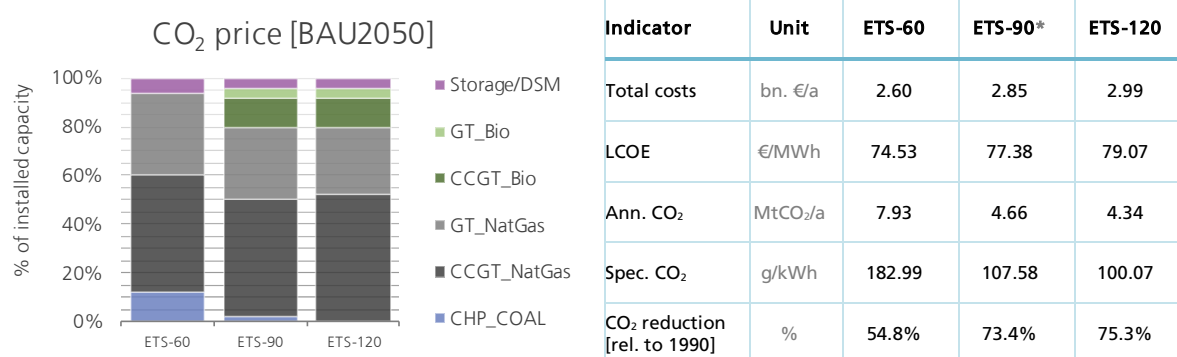 CO₂ price [BAU2050]
% of installed capacity
100%
80%
60%
40%
20%
0%
ETS-60 ETS-90 ETS-120
Storage/DSM
GT_Bio
CCGT_Bio
GT_NatGas
CCGT_NatGas
CHP_COAL
Indicator Unit ETS-60 ETS-90* ETS-120
Total costs bn. €/a 2.60 2.85 2.99
LCOE €/MWh 74.53 77.38 79.07
Ann. CO₂ MtCO₂/a 7.93 4.66 4.34
Spec. CO₂ g/kWh 182.99 107.58 100.07
CO₂ reduction
[rel. to 1990] % 54.8% 73.4% 75.3%